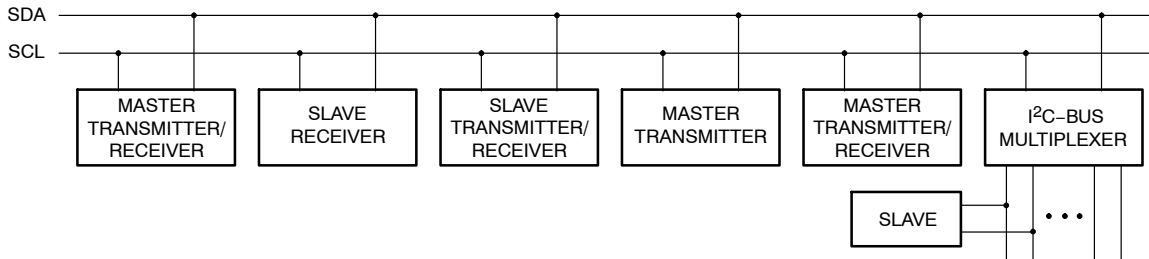 SDA
SCL
MASTER
TRANSMITTER/
RECEIVER
SLAVE
RECEIVER
SLAVE
TRANSMITTER/
RECEIVER
MASTER
TRANSMITTER
MASTER
TRANSMITTER/
RECEIVER
I²C–BUS
MULTIPLEXER
SLAVE